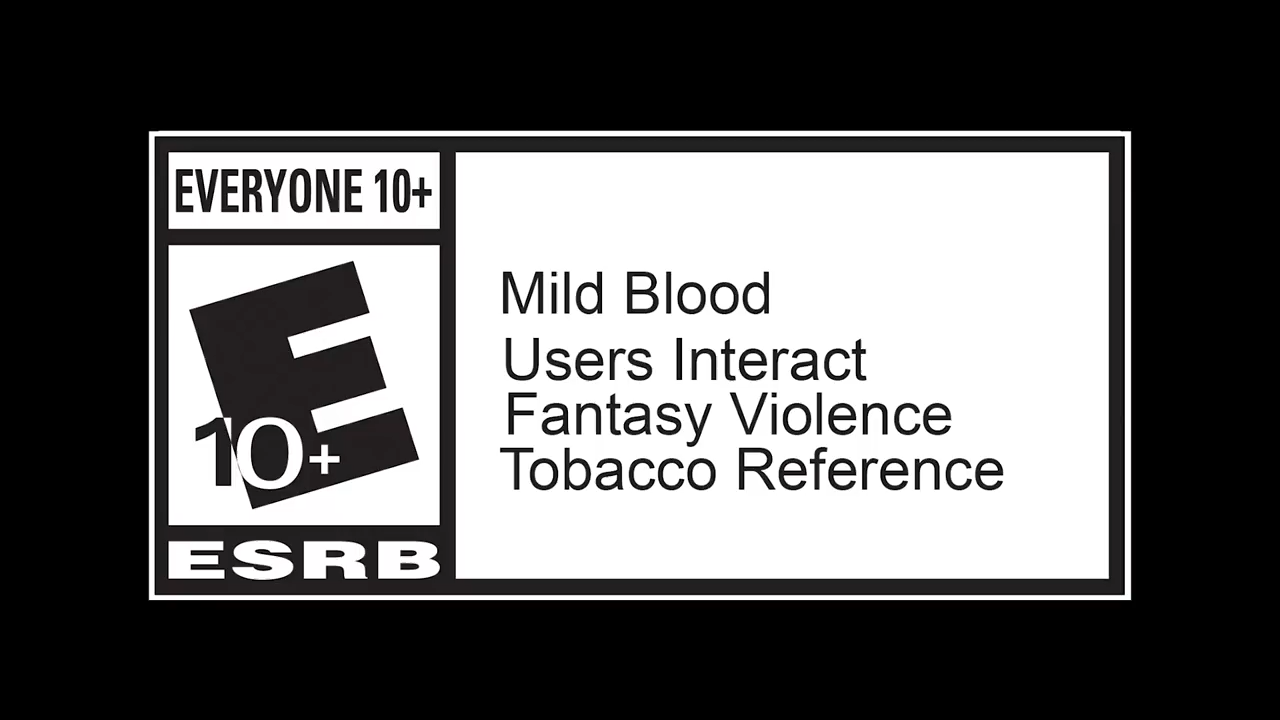 EVERYONE 10+
E
10+
ESRB
Mild Blood
Users Interact
Fantasy Violence
Tobacco Reference